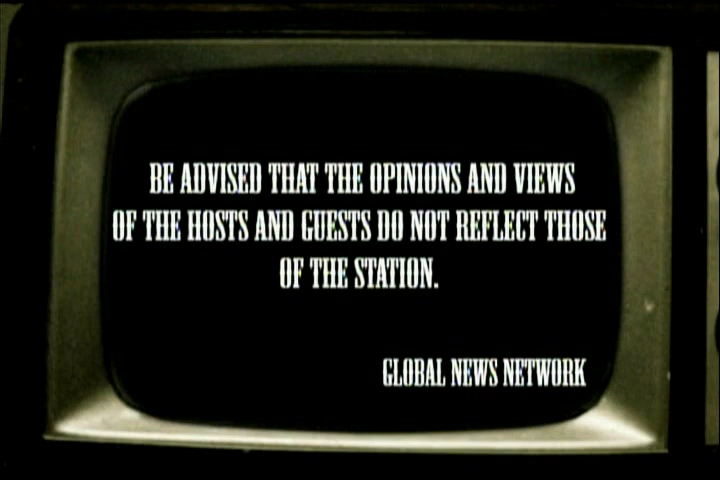 BE ADVISED THAT THE OPINIONS AND VIEWS
OF THE HOSTS AND GUESTS DO NOT REFLECT THOSE
OF THE STATION.
GLOBAL NEWS NETWORK